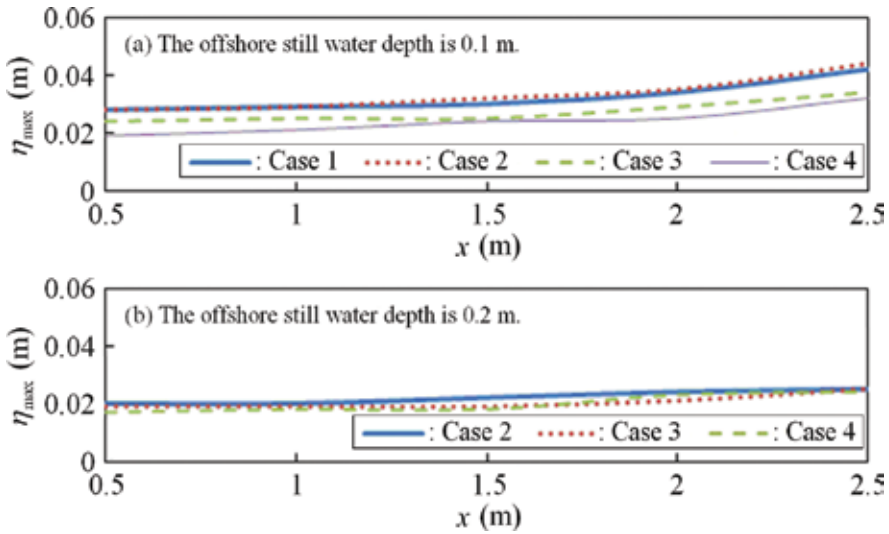 0.06
(a) The offshore still water depth is 0.1 m.
0.04
ηmax (m)
0.02
: Case 1 : Case 2 : Case 3 : Case 4
0
0.5 1 1.5 2 2.5
x (m)
0.06
(b) The offshore still water depth is 0.2 m.
0.04
ηmax (m)
0.02
: Case 2 : Case 3 : Case 4
0
0.5 1 1.5 2 2.5
x (m)